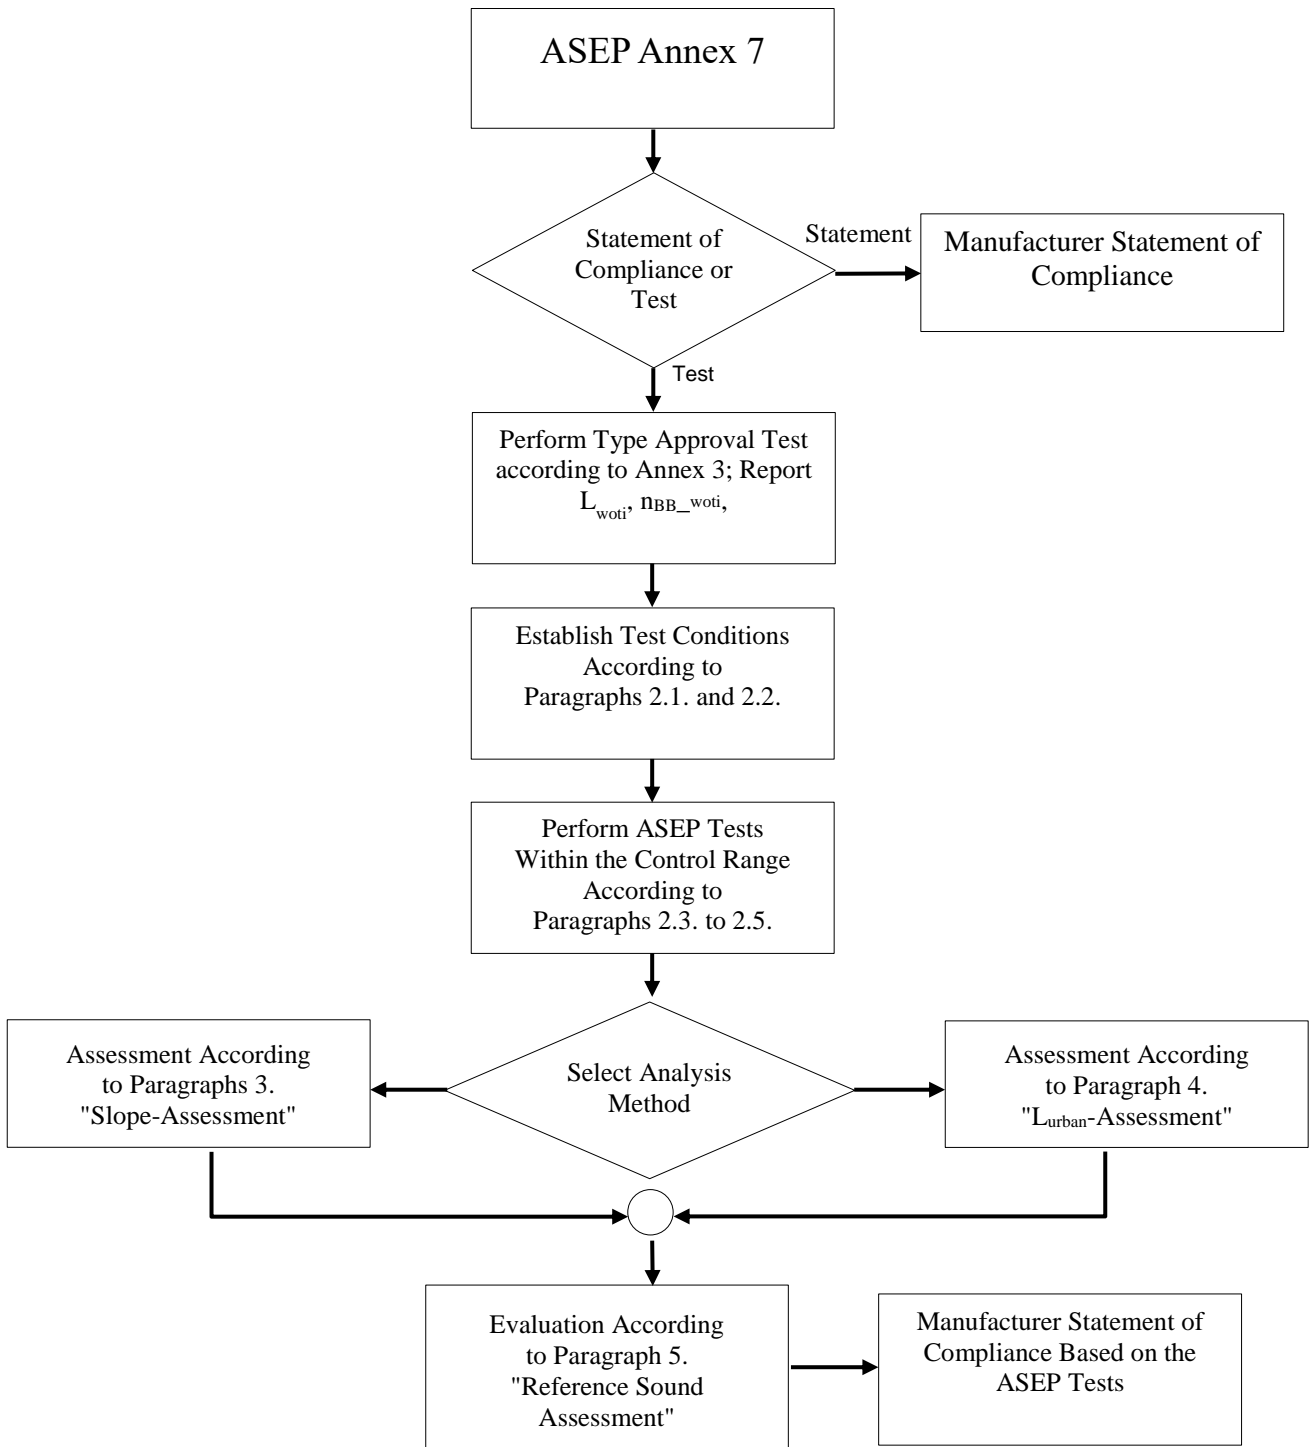 ASEP Annex 7
Statement of
Compliance or
Test
Statement
Manufacturer Statement of
Compliance
Test
Perform Type Approval Test
according to Annex 3; Report
Lwoti, nBB_woti,
Establish Test Conditions
According to
Paragraphs 2.1. and 2.2.
Perform ASEP Tests
Within the Control Range
According to
Paragraphs 2.3. to 2.5.
Select Analysis
Method
Assessment According
to Paragraphs 3.
"Slope-Assessment"
Assessment According
to Paragraph 4.
"Lurban-Assessment"
Evaluation According
to Paragraph 5.
"Reference Sound
Assessment"
Manufacturer Statement of
Compliance Based on the
ASEP Tests